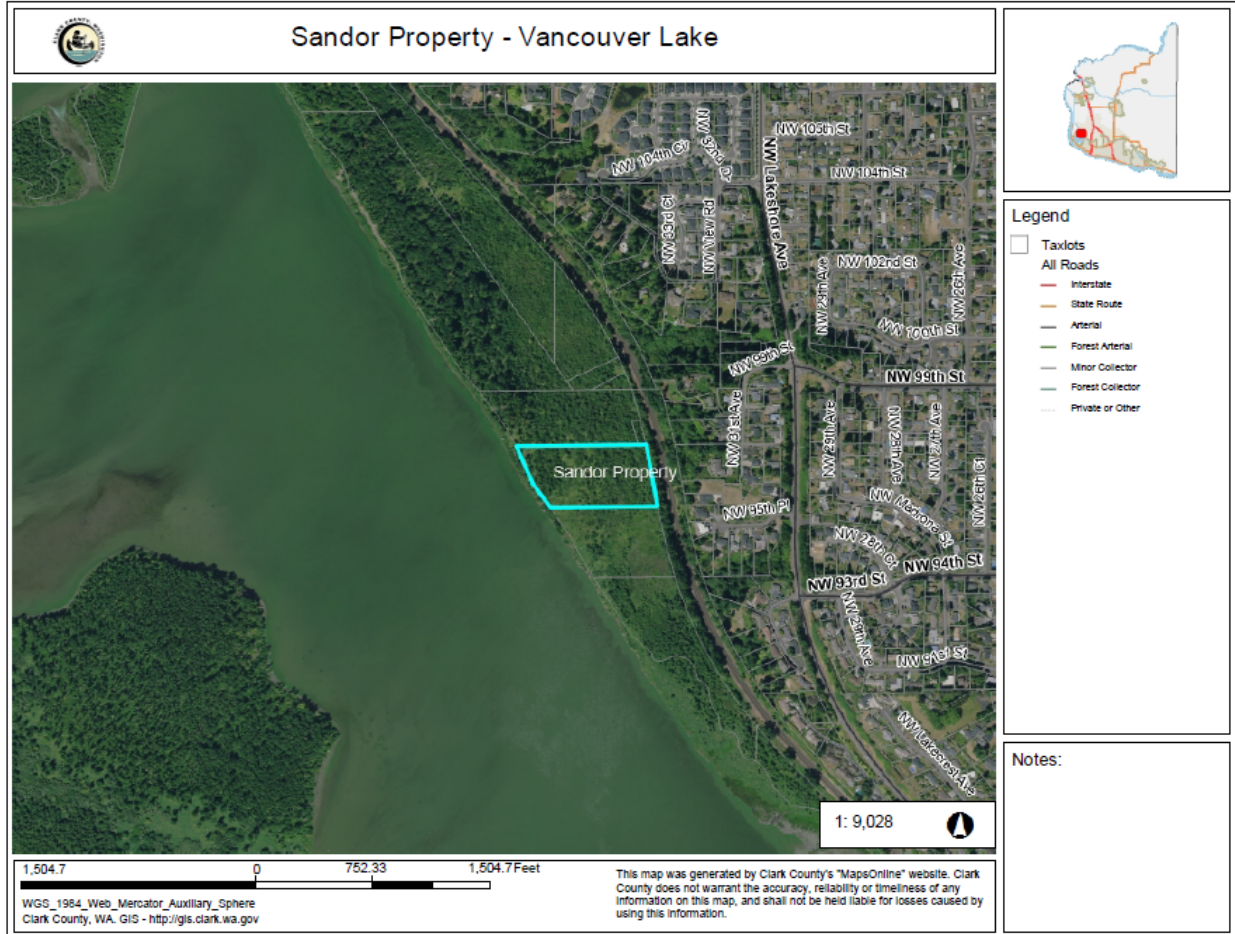 Sandor Property - Vancouver Lake
NW 105th St
NW 104th Cv
NW 32nd Dr
NW Lakeshore Ave
NW 104th St
NW 33rd Ct
NW View Rd
NW 102nd St
NW 29th Ave
NW 26th Ave
NW 100th St
NW 99th St
NW 99th St
NW 31st Ave
NW 29th Ave
NW 28th Ave
NW 27th Ave
Sandor Property
NW 26th Ct
NW 95th Pl
NW Madrona St
NW 28th Ct
NW 94th St
NW 93rd St
NW 29th Ave
NW 91st St
NW Lakecrest Ave
1: 9,028
Legend
Taxlots
All Roads
Interstate
State Route
Arterial
Forest Arterial
Minor Collector
Forest Collector
Private or Other
Notes:
1,504.7 0 752.33 1,504.7 Feet
WGS_1984_Web_Mercator_Auxiliary_Sphere
Clark County, WA. GIS - http://gis.clark.wa.gov
This map was generated by Clark County's "MapsOnline" website. Clark
County does not warrant the accuracy, reliability or timeliness of any
information on this map, and shall not be held liable for losses caused by
using this information.